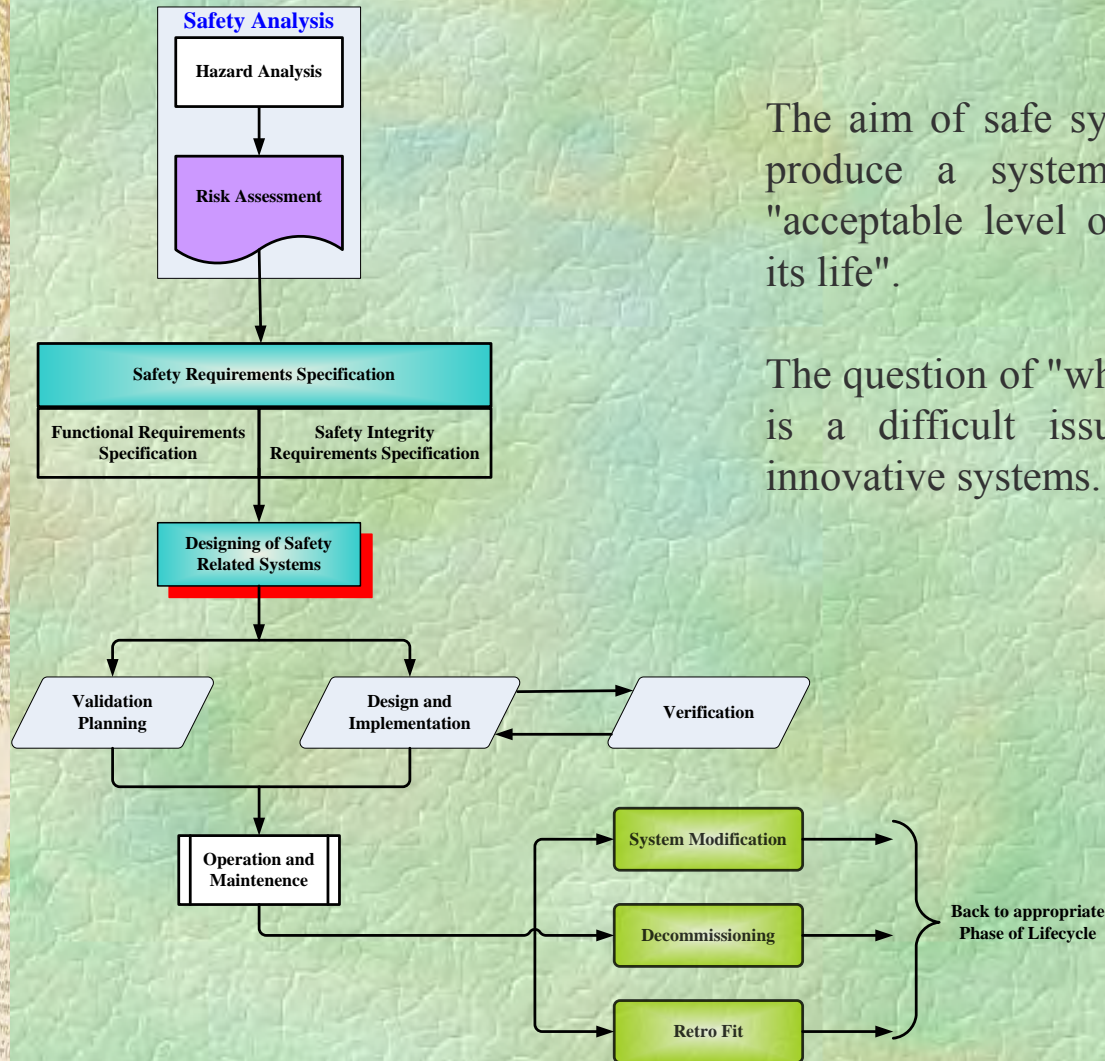 Safety Analysis
Hazard Analysis
Risk Assessment
Safety Requirements Specification
Functional Requirements
Specification
Safety Integrity
Requirements Specification
Designing of Safety
Related Systems
Validation
Planning
Design and
Implementation
Verification
Operation and
Maintenence
System Modification
Decommissioning
Retro Fit
Back to appropriate
Phase of Lifecycle
The aim of safe
produce a system
"acceptable level
its life".
The question of
is a difficult
innovative systems.